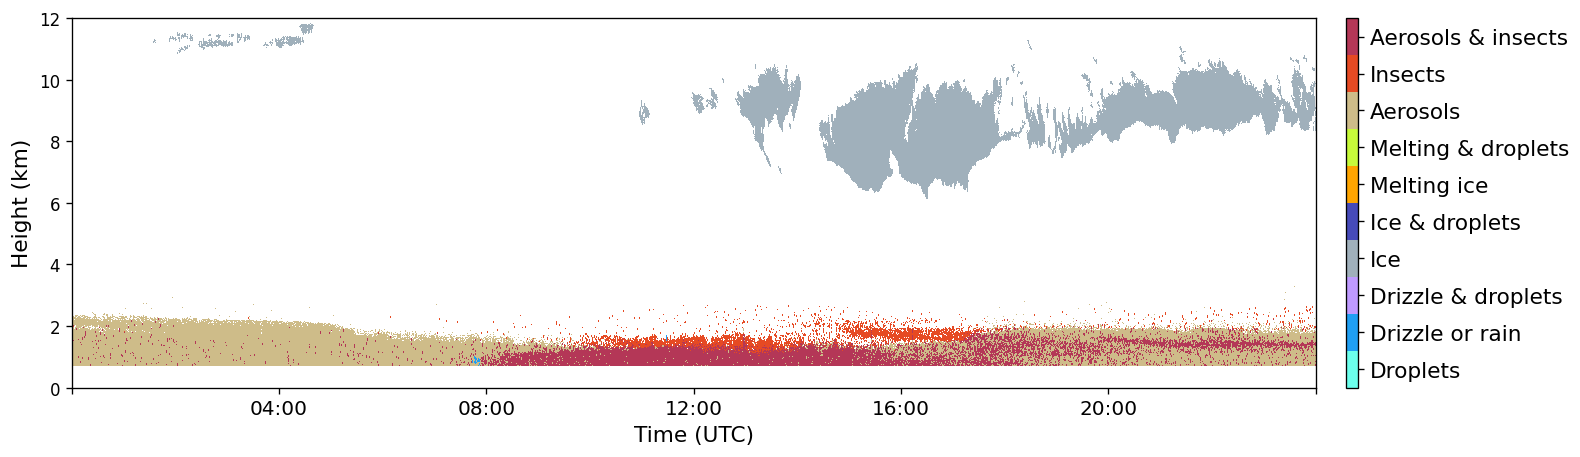 12
10
8
6
4
2
0
Height (km)
04:00 08:00 12:00 16:00 20:00
Time (UTC)
Aerosols & insects
Insects
Aerosols
Melting & droplets
Melting ice
Ice & droplets
Ice
Drizzle & droplets
Drizzle or rain
Droplets